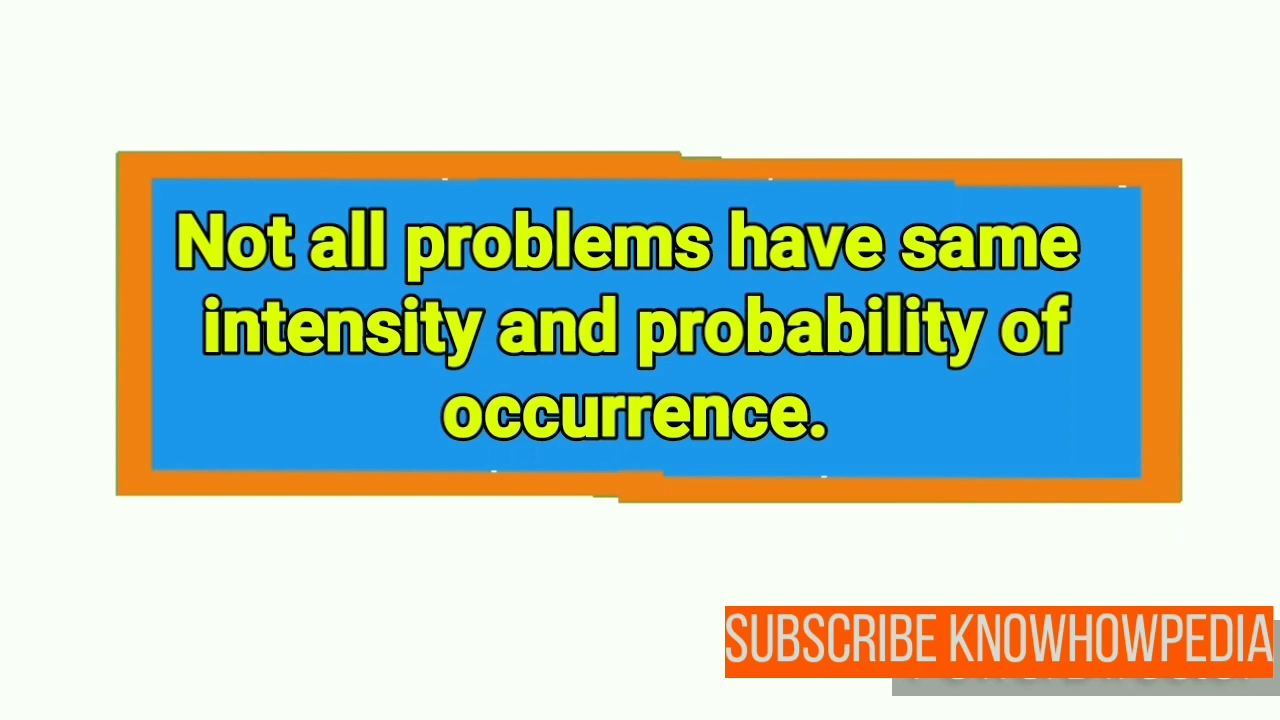 Not all problems have same
intensity and probability of
occurrence.
SUBSCRIBE KNOWHOWPEDIA